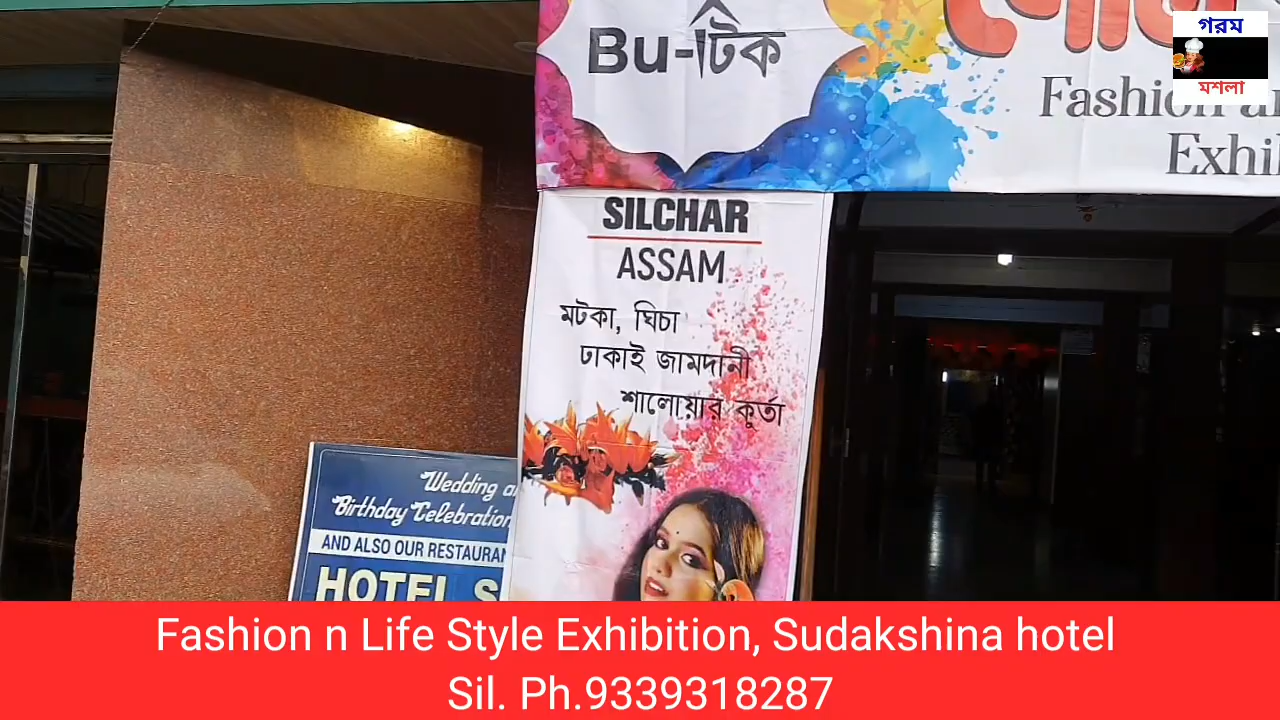 Bu-টিক
গরম
মশলা
Fashion
SILCHAR
ASSAM
মটকা, ঘিচা
ঢাকাই জামদানী
শালোয়ার কুর্তা
Wedding
Birthday Celebration
AND ALSO OUR RESTAURAN
HOTEL S
Fashion n Life Style Exhibition, Sudakshina hotel
Sil. Ph.9339318287